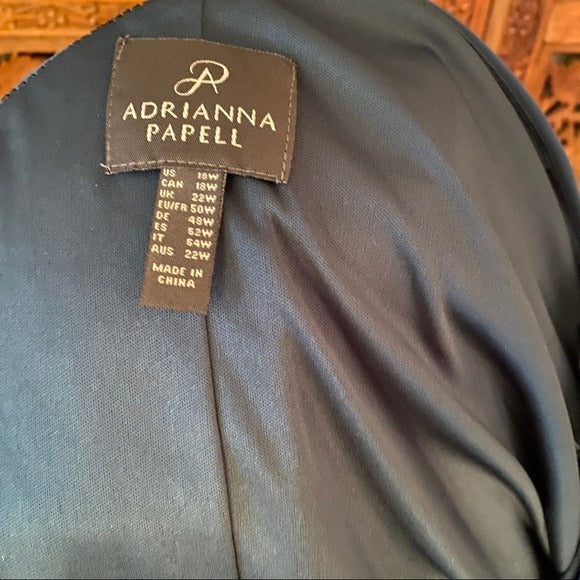 AP
ADRIANNA
PAPELL
US 18W
CAN 18W
UK 22W
EU/FR 50W
DE 48W
ES 52W
IT 54W
AUS 22W
MADE IN
CHINA